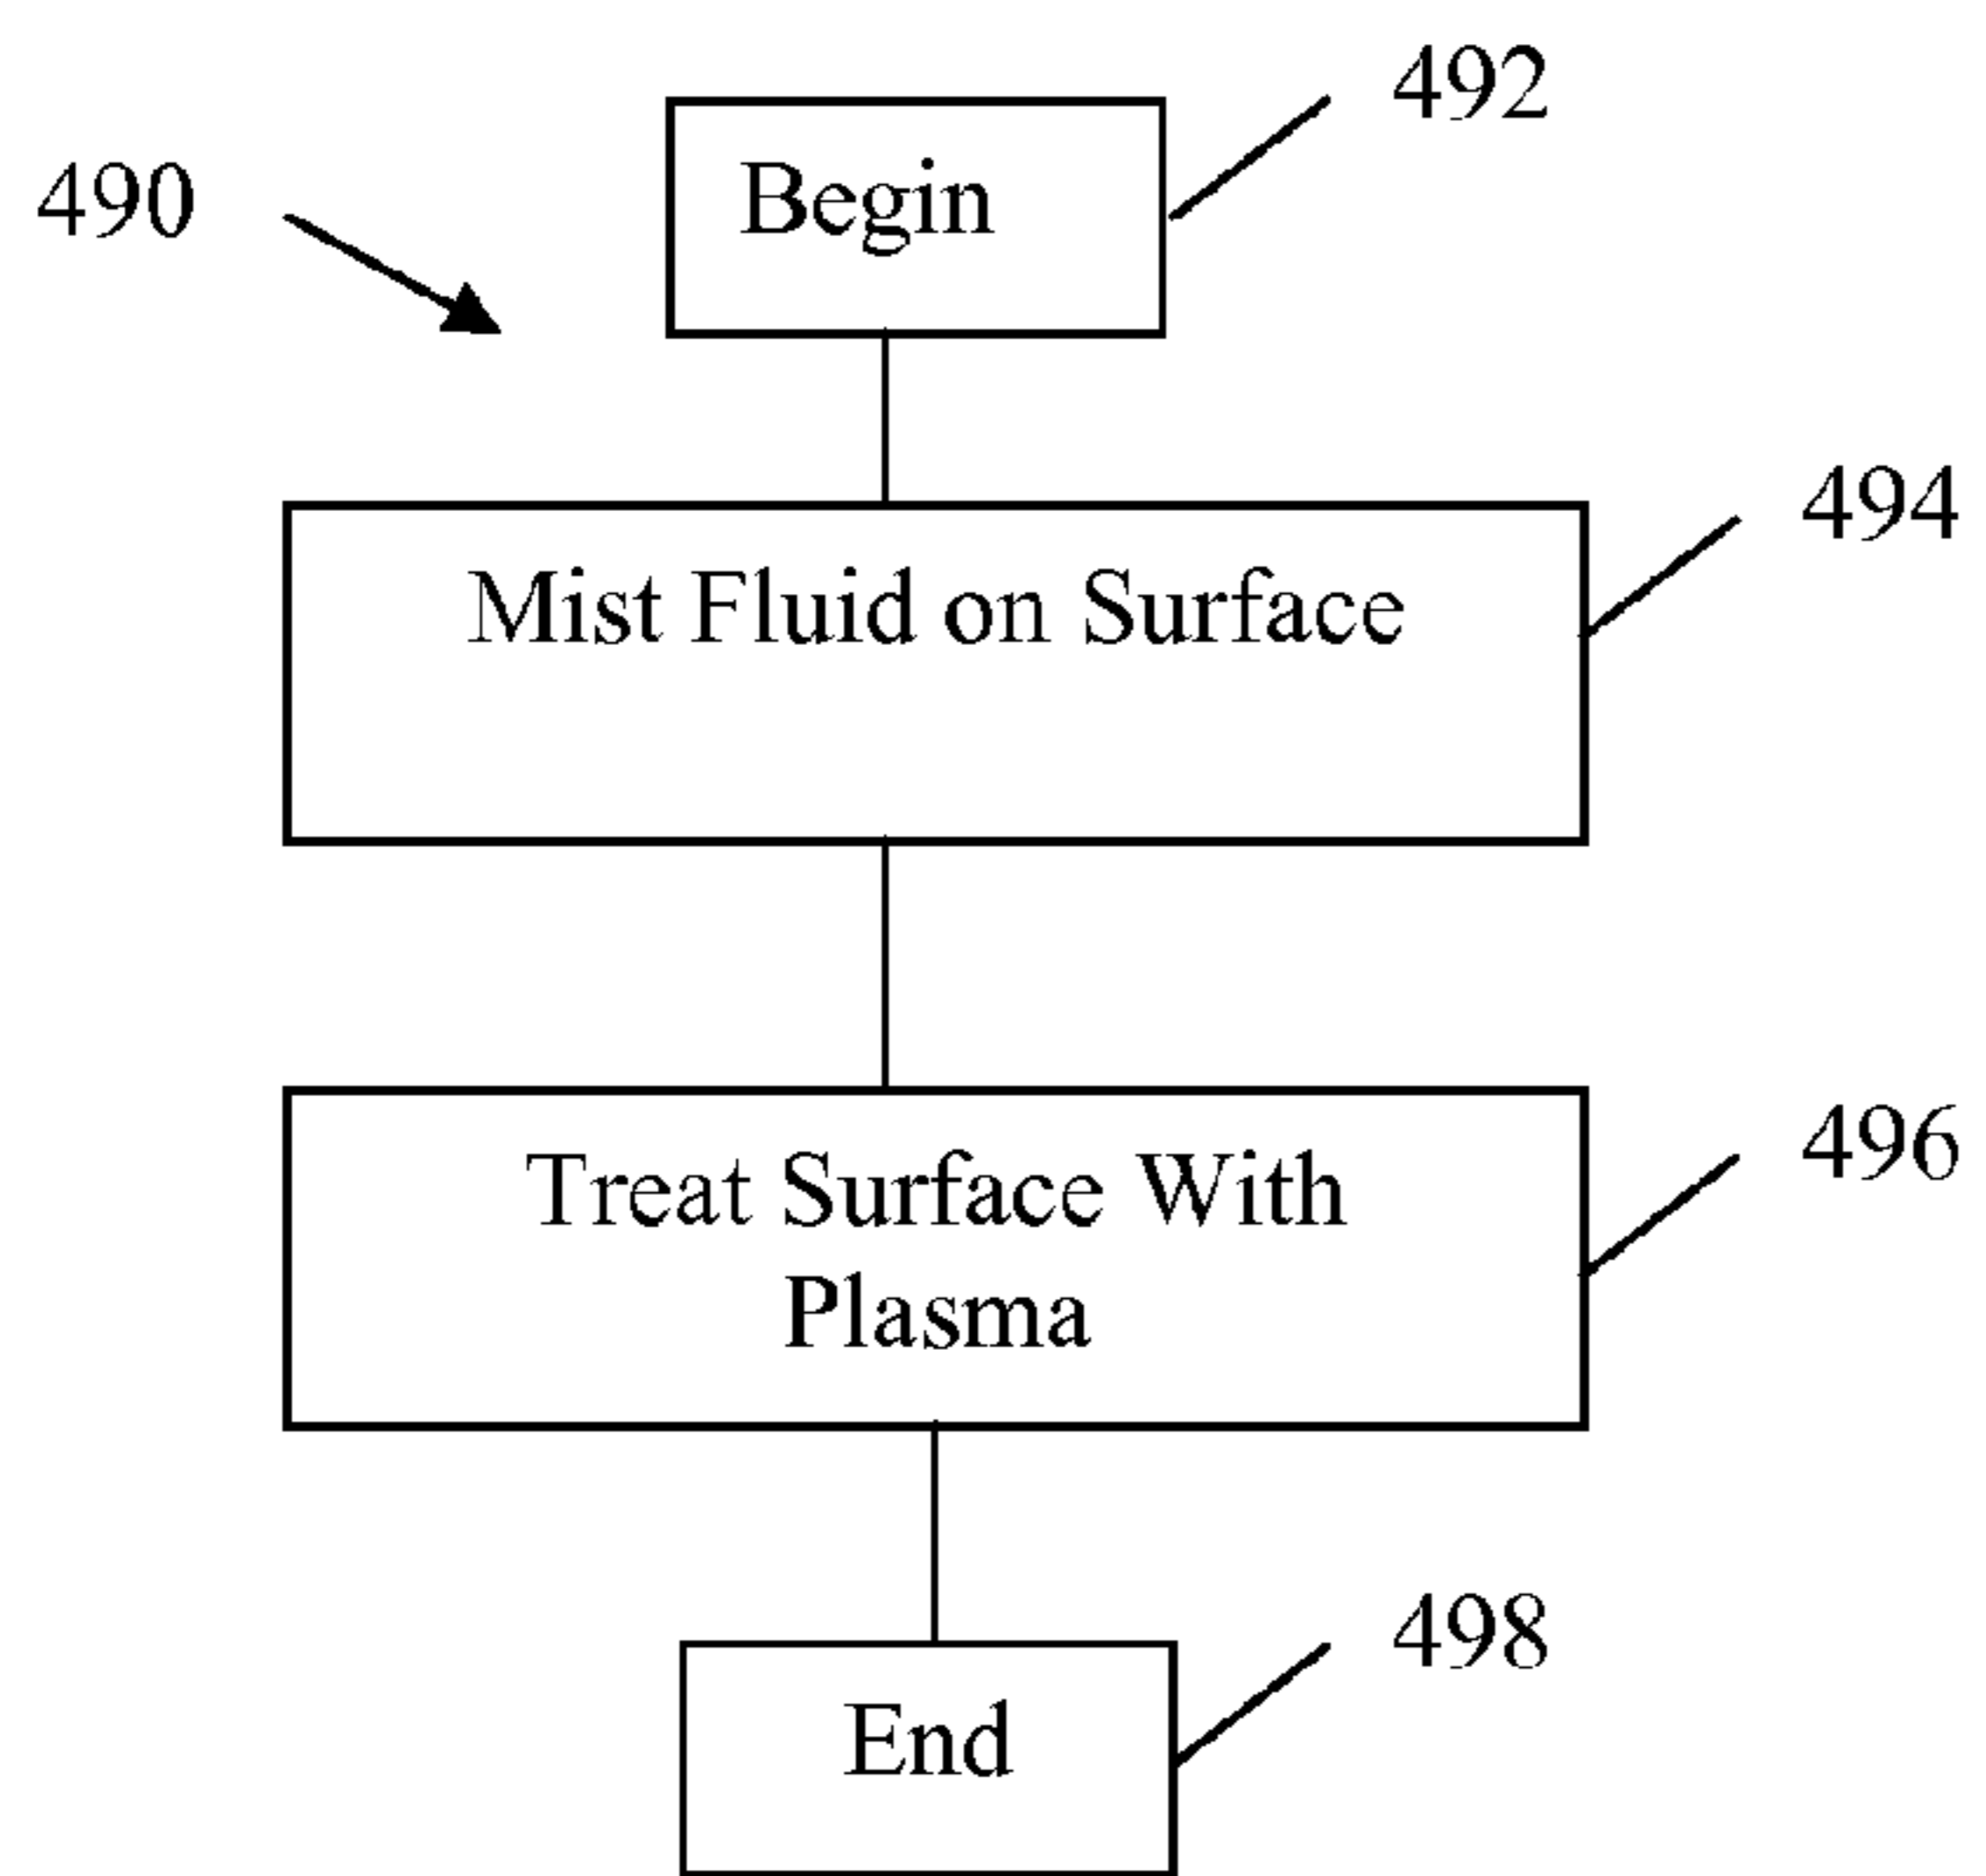 492
Begin
490
494
Mist Fluid on Surface
496
Treat Surface With
Plasma
498
End